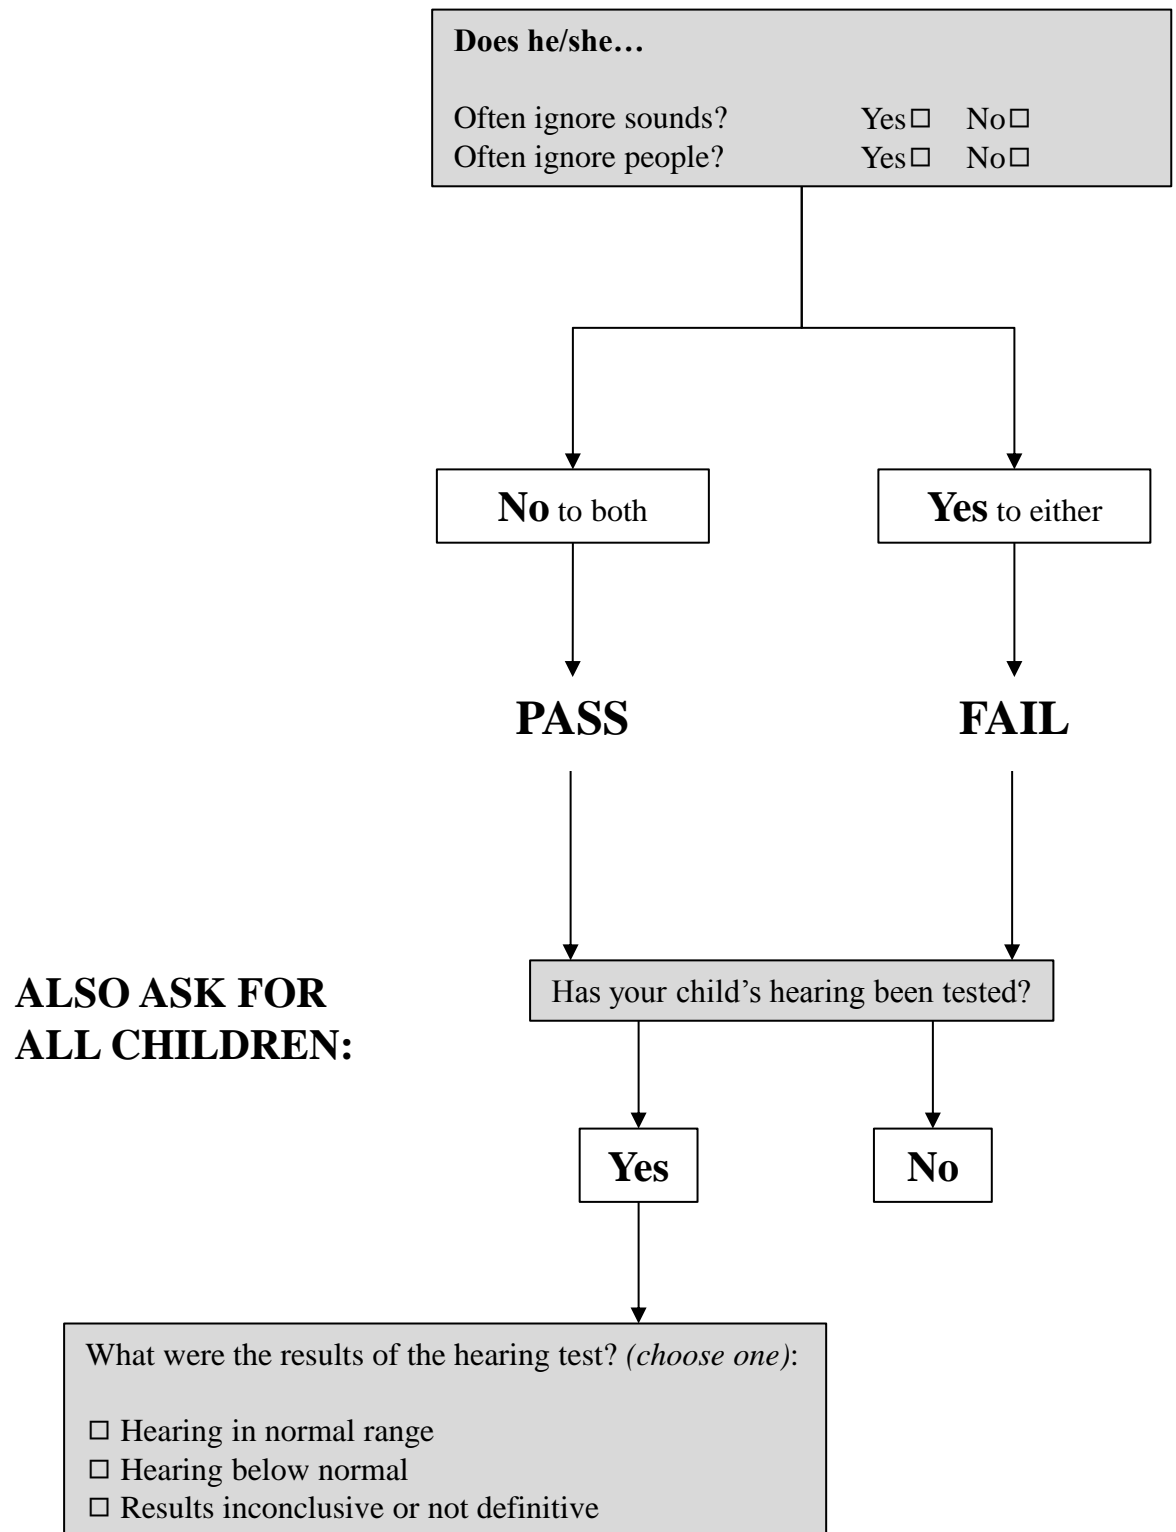 Does he/she…
Often ignore sounds? Yes□ No□
Often ignore people? Yes□ No□
No to both
Yes to either
PASS
FAIL
ALSO ASK FOR
ALL CHILDREN:
Has your child’s hearing been tested?
Yes
No
What were the results of the hearing test? (choose one):
□ Hearing in normal range
□ Hearing below normal
□ Results inconclusive or not definitive